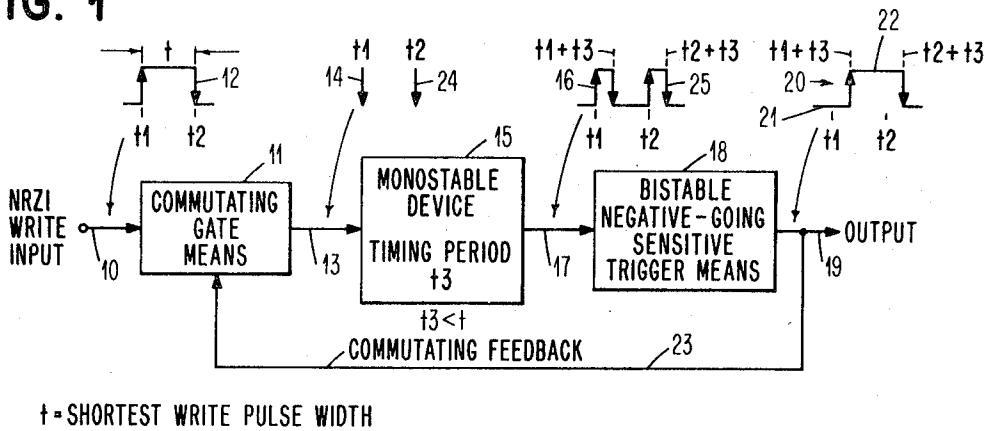 FIG. 1
t
12
t1
t2
t1
t2
14
24
t1+t3
t2+t3
16
25
t1
t2
t1+t3
t2+t3
22
20
21
t1
t2
NRZI
WRITE
INPUT
10
11
COMMUTATING
GATE
MEANS
13
15
MONOSTABLE
DEVICE
TIMING PERIOD
t3
t3<t
17
18
BISTABLE
NEGATIVE-GOING
SENSITIVE
TRIGGER MEANS
19
OUTPUT
COMMUTATING FEEDBACK
23
t=SHORTEST WRITE PULSE WIDTH